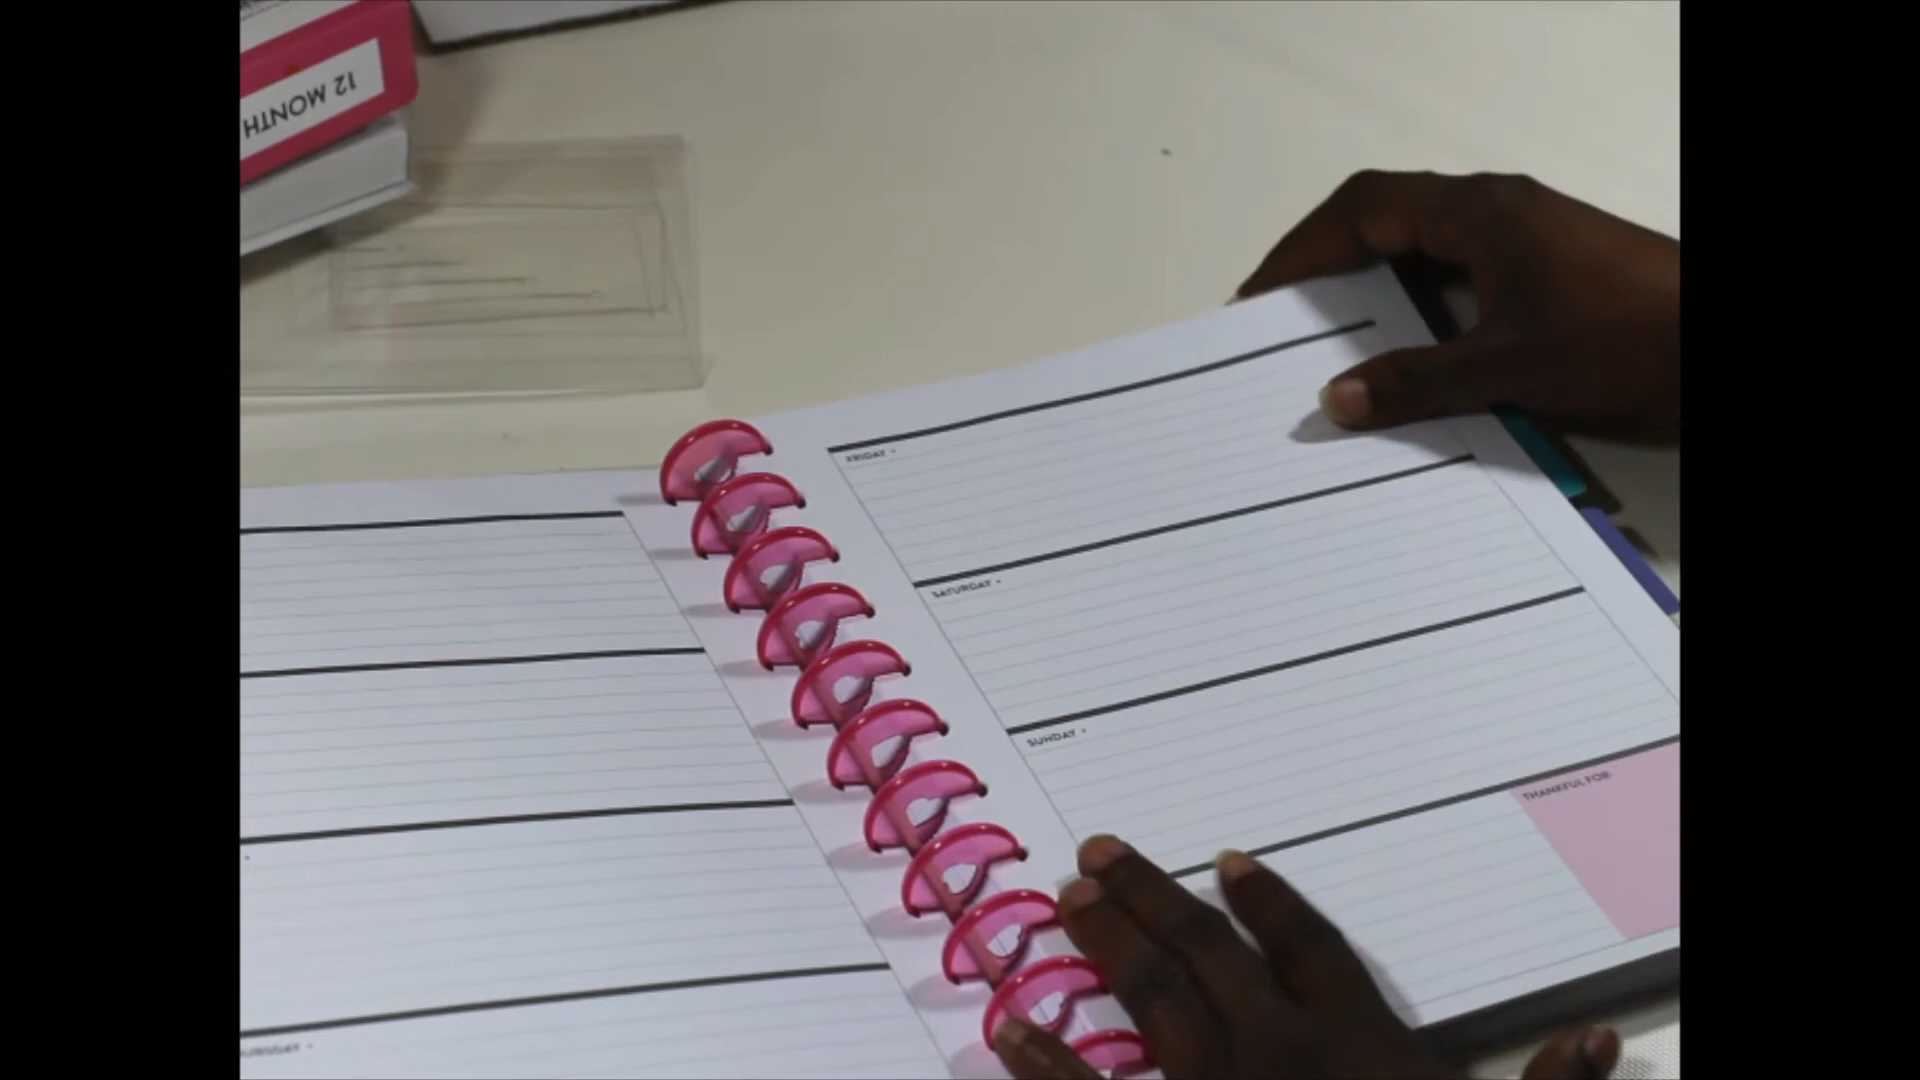 12 MONTH
FRIDAY
SATURDAY
SUNDAY
THANKFUL FOR: